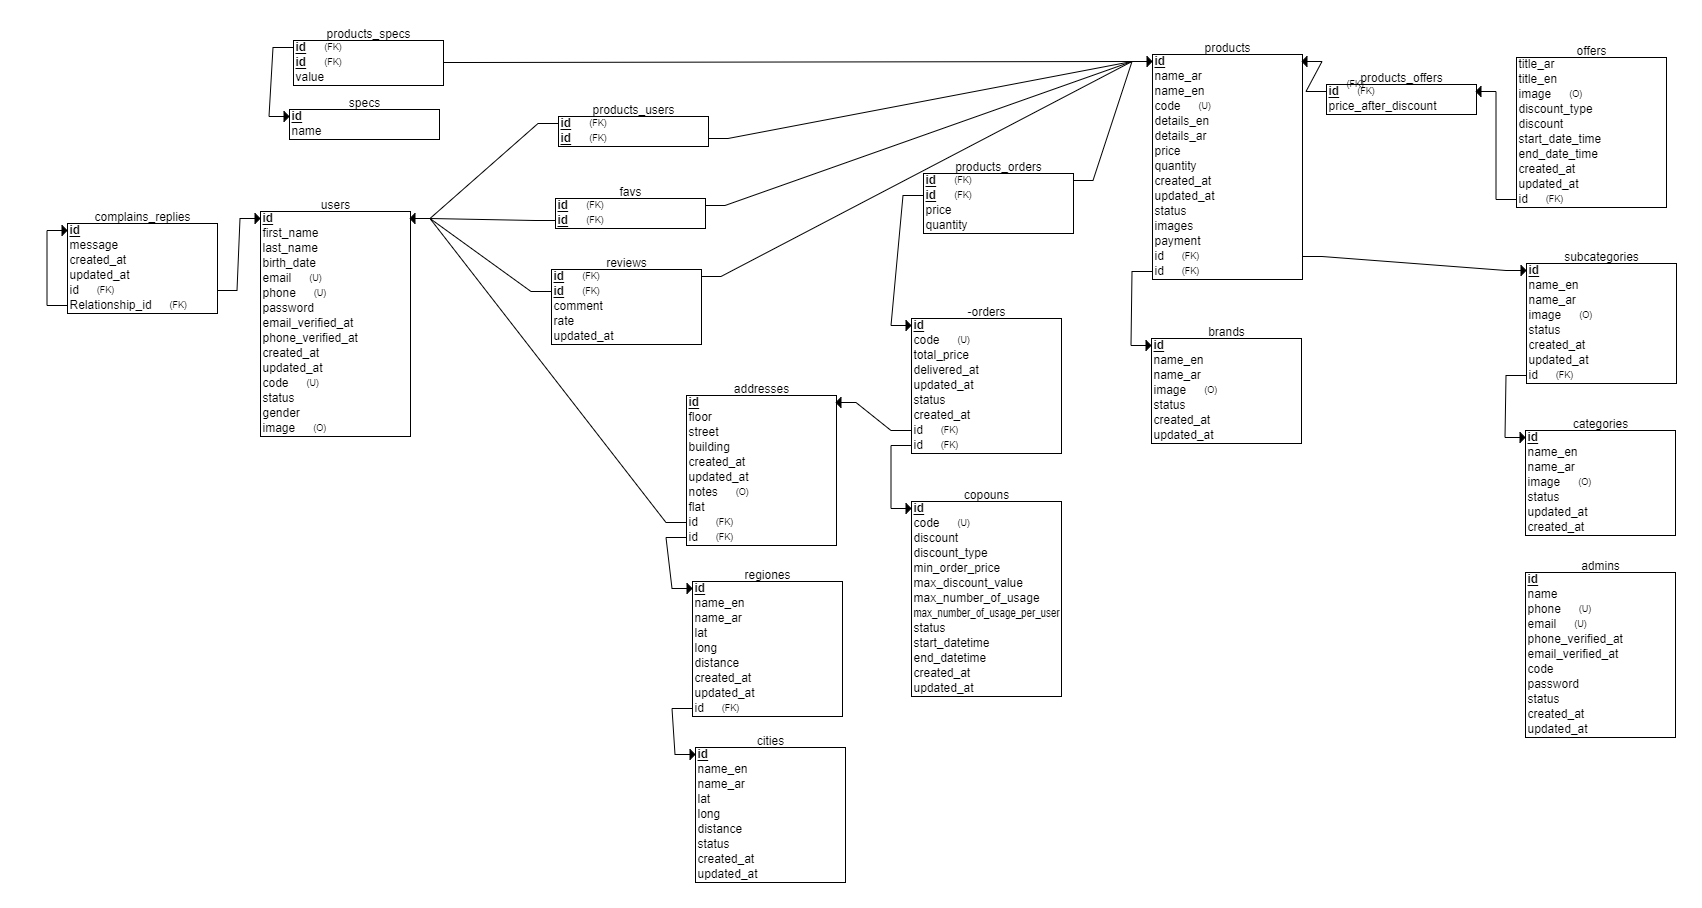 products_specs
id (FK)
id (FK)
value
specs
id
name
complains_replies
id
message
created_at
updated_at
id (FK)
Relationship_id (FK)
users
id
first_name
last_name
birth_date
email (U)
phone (U)
password
email_verified_at
phone_verified_at
created_at
updated_at
code (U)
status
gender
image (O)
products_users
id (FK)
id (FK)
favs
id (FK)
id (FK)
reviews
id (FK)
id (FK)
comment
rate
updated_at
addresses
id
floor
street
building
created_at
updated_at
notes (O)
flat
id (FK)
id (FK)
regiones
id
name_en
name_ar
lat
long
distance
created_at
updated_at
id (FK)
cities
id
name_en
name_ar
lat
long
distance
status
created_at
updated_at
products_orders
id (FK)
id (FK)
price
quantity
-orders
id
code (U)
total_price
delivered_at
updated_at
status
created_at
id (FK)
id (FK)
copouns
id
code (U)
discount
discount_type
min_order_price
max_discount_value
max_number_of_usage
max_number_of_usage_per_user
status
start_datetime
end_datetime
created_at
updated_at
products
id
name_ar
name_en
code (U)
details_en
details_ar
price
quantity
created_at
updated_at
status
images
payment
id (FK)
id (FK)
brands
id
name_en
name_ar
image (O)
status
created_at
updated_at
products_offers
(FK)
id (FK)
price_after_discount
offers
title_ar
title_en
image (O)
discount_type
discount
start_date_time
end_date_time
created_at
updated_at
id (FK)
subcategories
id
name_en
name_ar
image (O)
status
created_at
updated_at
id (FK)
categories
id
name_en
name_ar
image (O)
status
updated_at
created_at
admins
id
name
phone (U)
email (U)
phone_verified_at
email_verified_at
code
password
status
created_at
updated_at